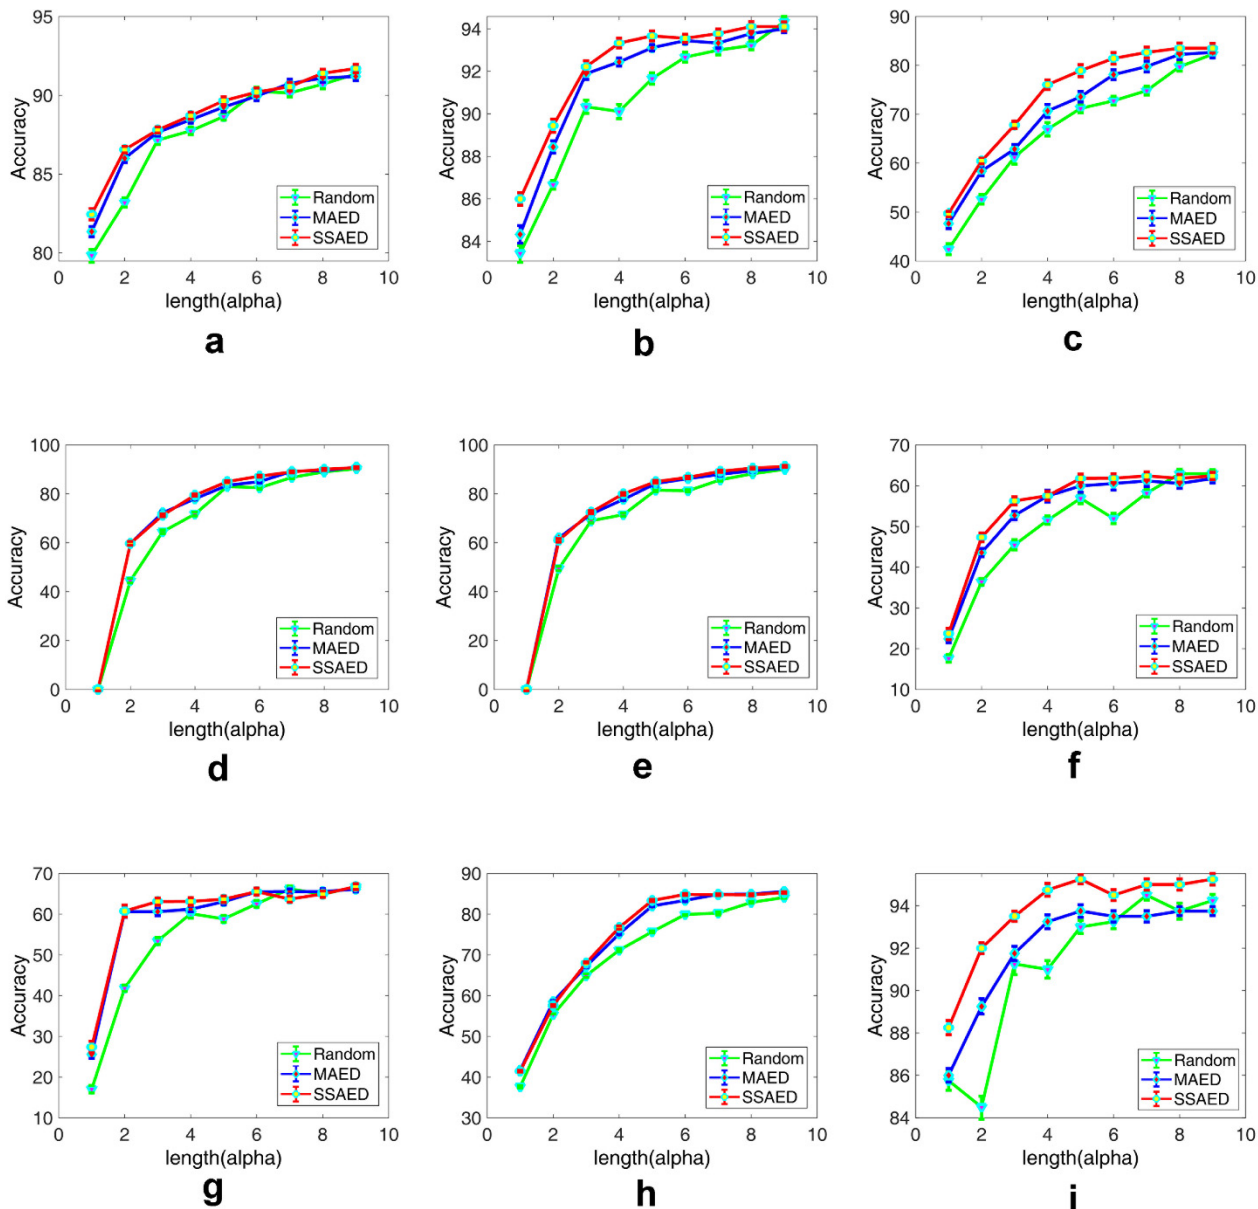 95
90
85
80
Accuracy
0 2 4 6 8 10
length(alpha)
Random
MAED
SSAED
a
94
92
90
88
86
84
Accuracy
0 2 4 6 8 10
length(alpha)
Random
MAED
SSAED
b
90
80
70
60
50
40
Accuracy
0 2 4 6 8 10
length(alpha)
Random
MAED
SSAED
c
100
80
60
40
20
0
Accuracy
0 2 4 6 8 10
length(alpha)
Random
MAED
SSAED
d
100
80
60
40
20
0
Accuracy
0 2 4 6 8 10
length(alpha)
Random
MAED
SSAED
e
70
60
50
40
30
20
10
Accuracy
0 2 4 6 8 10
length(alpha)
Random
MAED
SSAED
f
70
60
50
40
30
20
10
Accuracy
0 2 4 6 8 10
length(alpha)
Random
MAED
SSAED
g
90
80
70
60
50
40
30
Accuracy
0 2 4 6 8 10
length(alpha)
Random
MAED
SSAED
h
94
92
90
88
86
84
Accuracy
0 2 4 6 8 10
length(alpha)
Random
MAED
SSAED
i